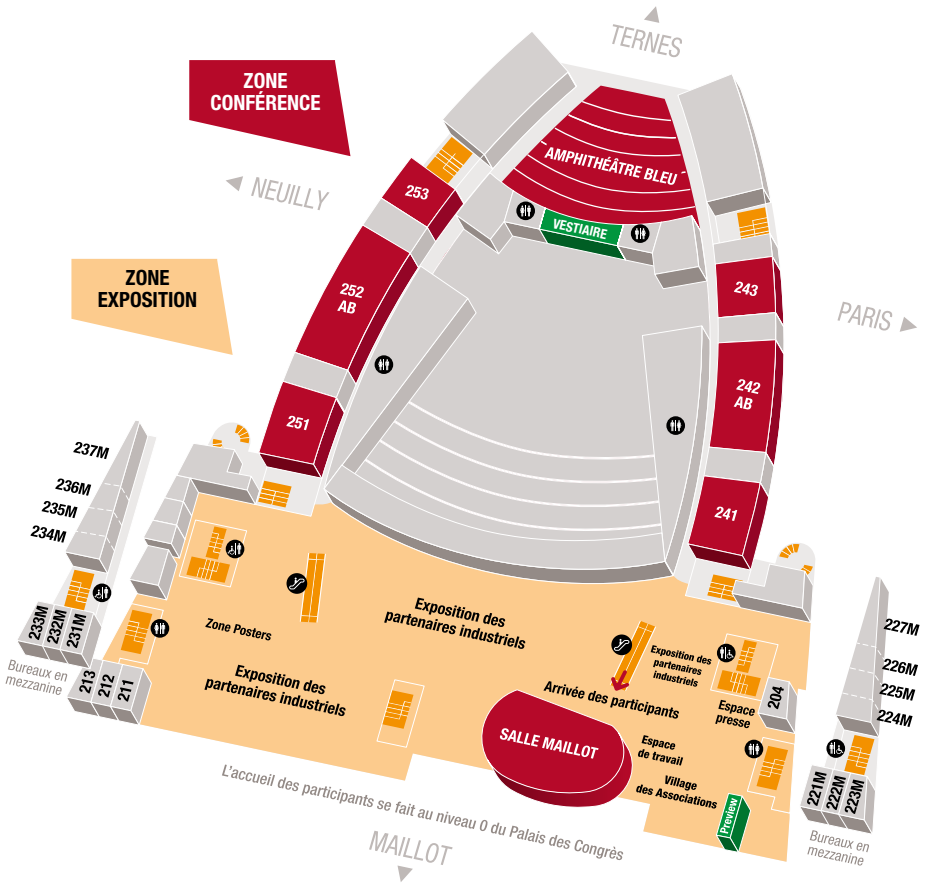 TERNES
ZONE
CONFÉRENCE
NEUILLY
AMPHITHÉÂTRE BLEU
253
VESTIAIRE
ZONE
EXPOSITION
252
AB
243
PARIS
242
AB
251
241
237M
236M
235M
234M
233M
232M
231M
Bureaux en
mezzanine
213
212
211
Zone Posters
Exposition des
partenaires industriels
Exposition des
partenaires industriels
Exposition des
partenaires
industriels
Arrivée des participants
Espace
presse
204
227M
226M
225M
224M
221M
222M
223M
Bureaux en
mezzanine
SALLE MAILLOT
Espace
de travail
Village
des Associations
Preview
L'accueil des participants se fait au niveau 0 du Palais des Congrès
MAILLOT